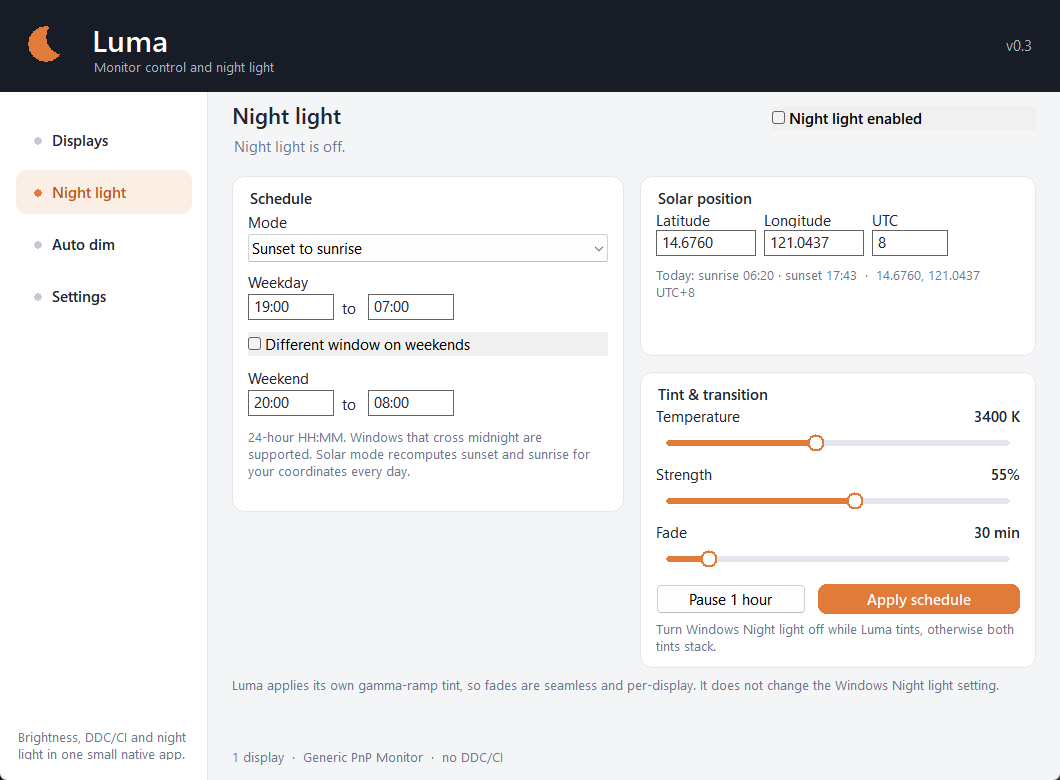 Luma
Monitor control and night light
v0.3
Displays
Night light
Auto dim
Settings
Brightness, DDC/CI and night
light in one small native app.
Night light
Night light is off.
Night light enabled
Schedule
Mode
Sunset to sunrise
Weekday
19:00 to 07:00
Different window on weekends
Weekend
20:00 to 08:00
24-hour HH:MM. Windows that cross midnight are
supported. Solar mode recomputes sunset and sunrise for
your coordinates every day.
Solar position
Latitude Longitude UTC
14.6760 121.0437 8
Today: sunrise 06:20 · sunset 17:43 · 14.6760, 121.0437
UTC+8
Tint & transition
Temperature 3400 K
Strength 55%
Fade 30 min
Pause 1 hour Apply schedule
Turn Windows Night light off while Luma tints, otherwise both
tints stack.
Luma applies its own gamma-ramp tint, so fades are seamless and per-display. It does not change the Windows Night light setting.
1 display · Generic PnP Monitor · no DDC/CI